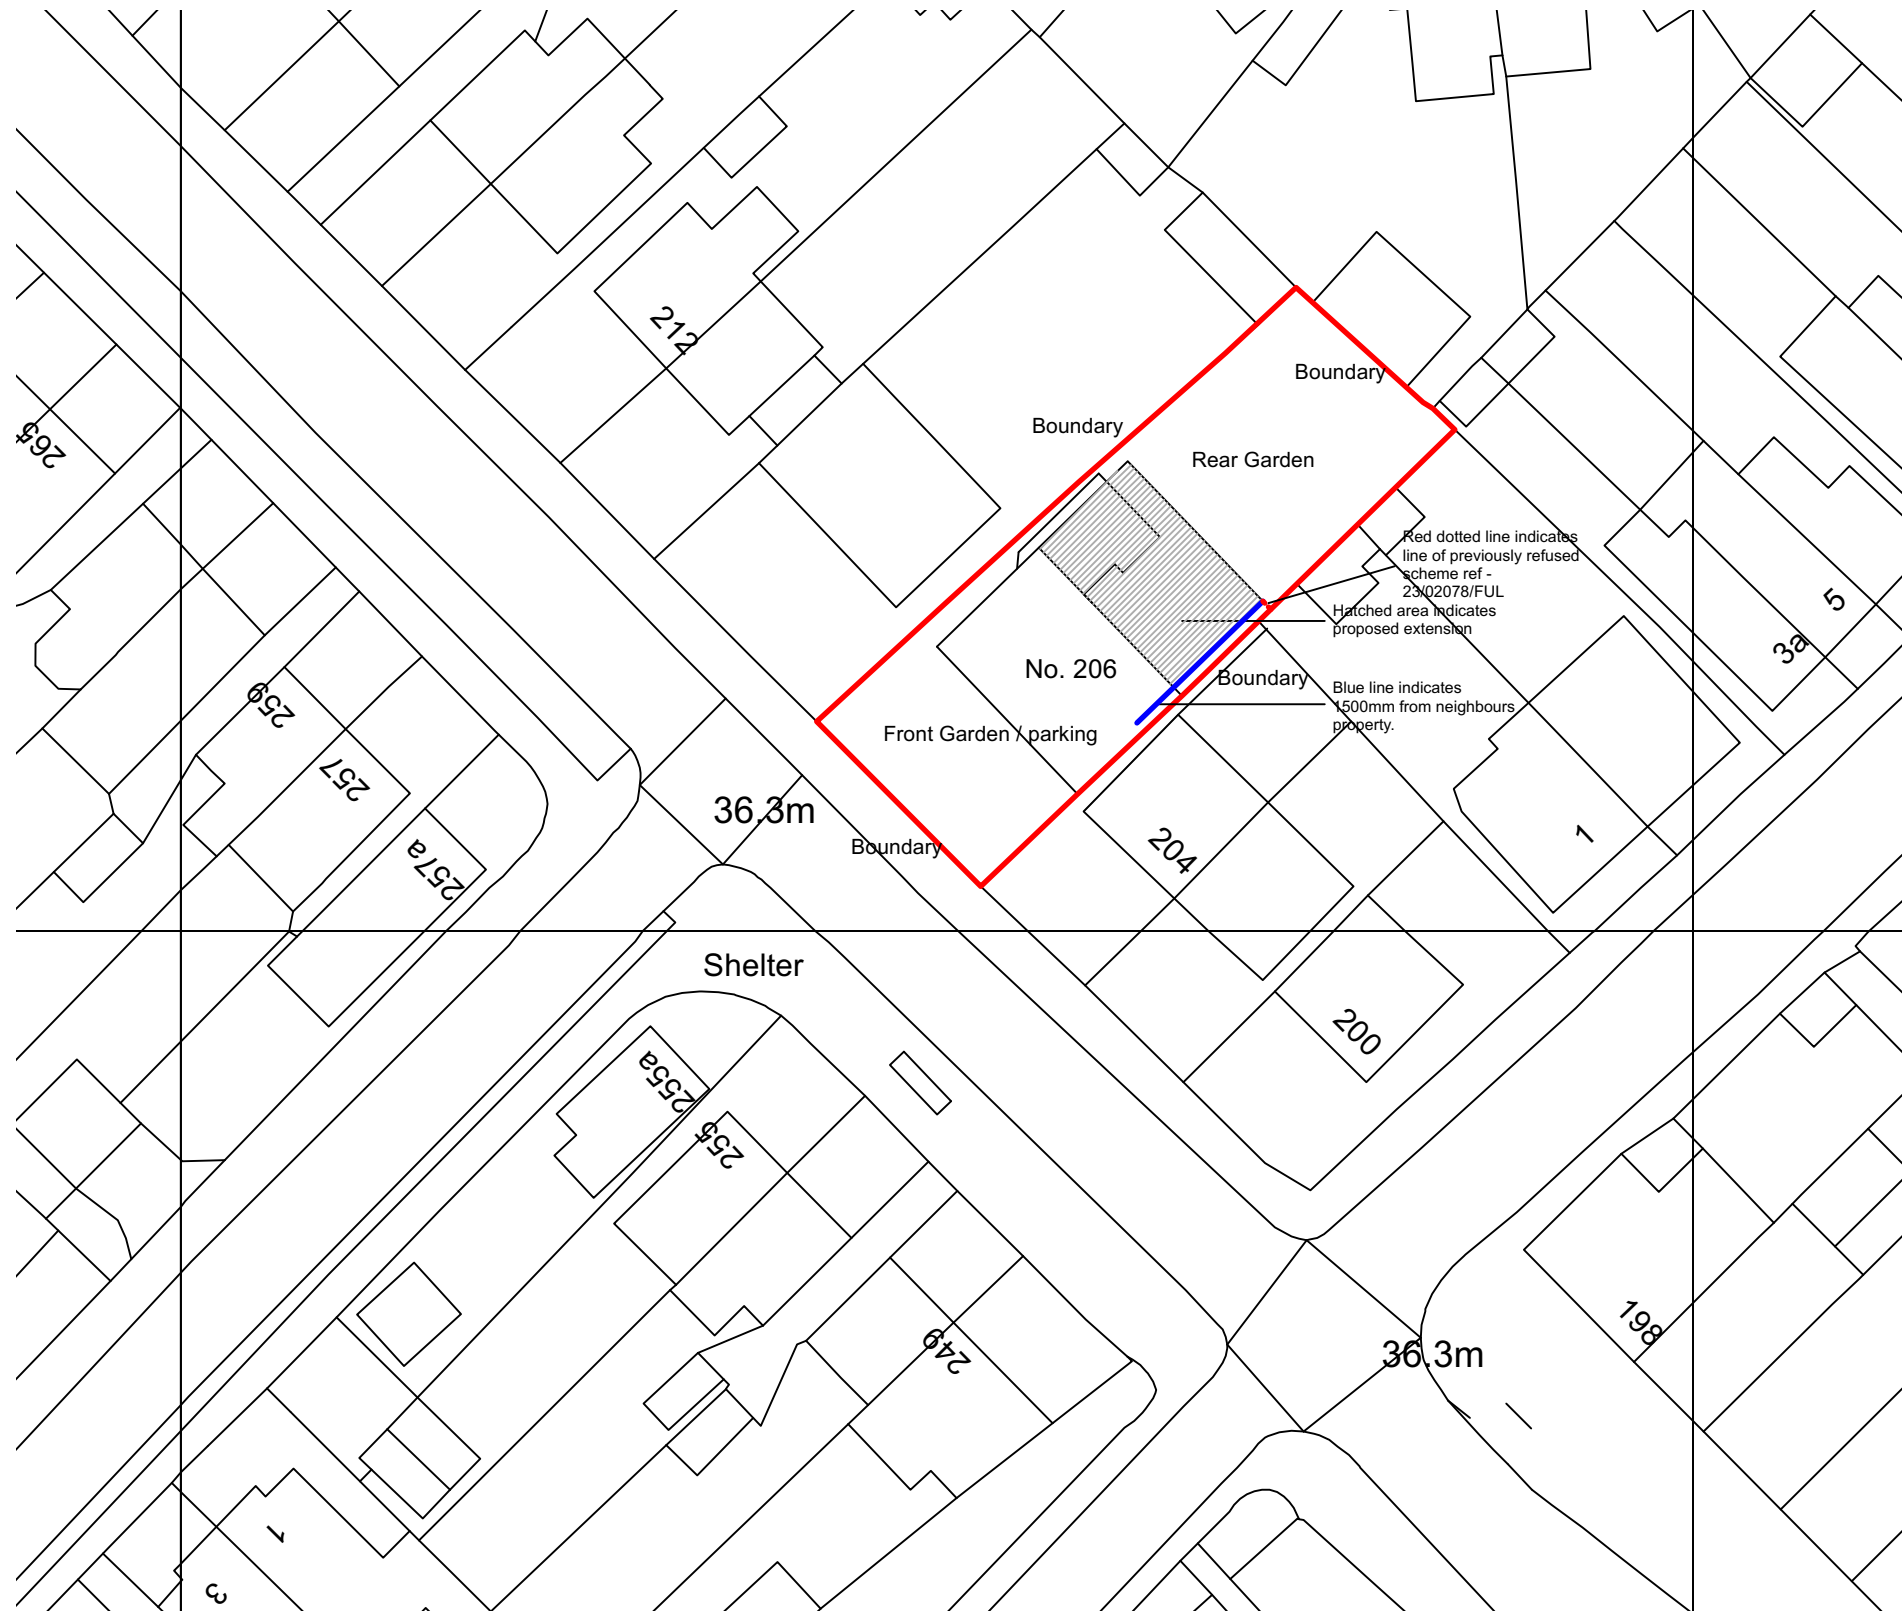 212
Boundary
Boundary
265
Rear Garden
Red dotted line indicates
line of previously refused
scheme ref -
23/02078/FUL
Hatched area indicates
proposed extension
5
3a
No. 206
Boundary
259
Blue line indicates
1500mm from neighbours
property.
Front Garden / parking
257
36.3m
Boundary
204
1
257a
Shelter
200
255a
255
198
249
36.3m
1
3